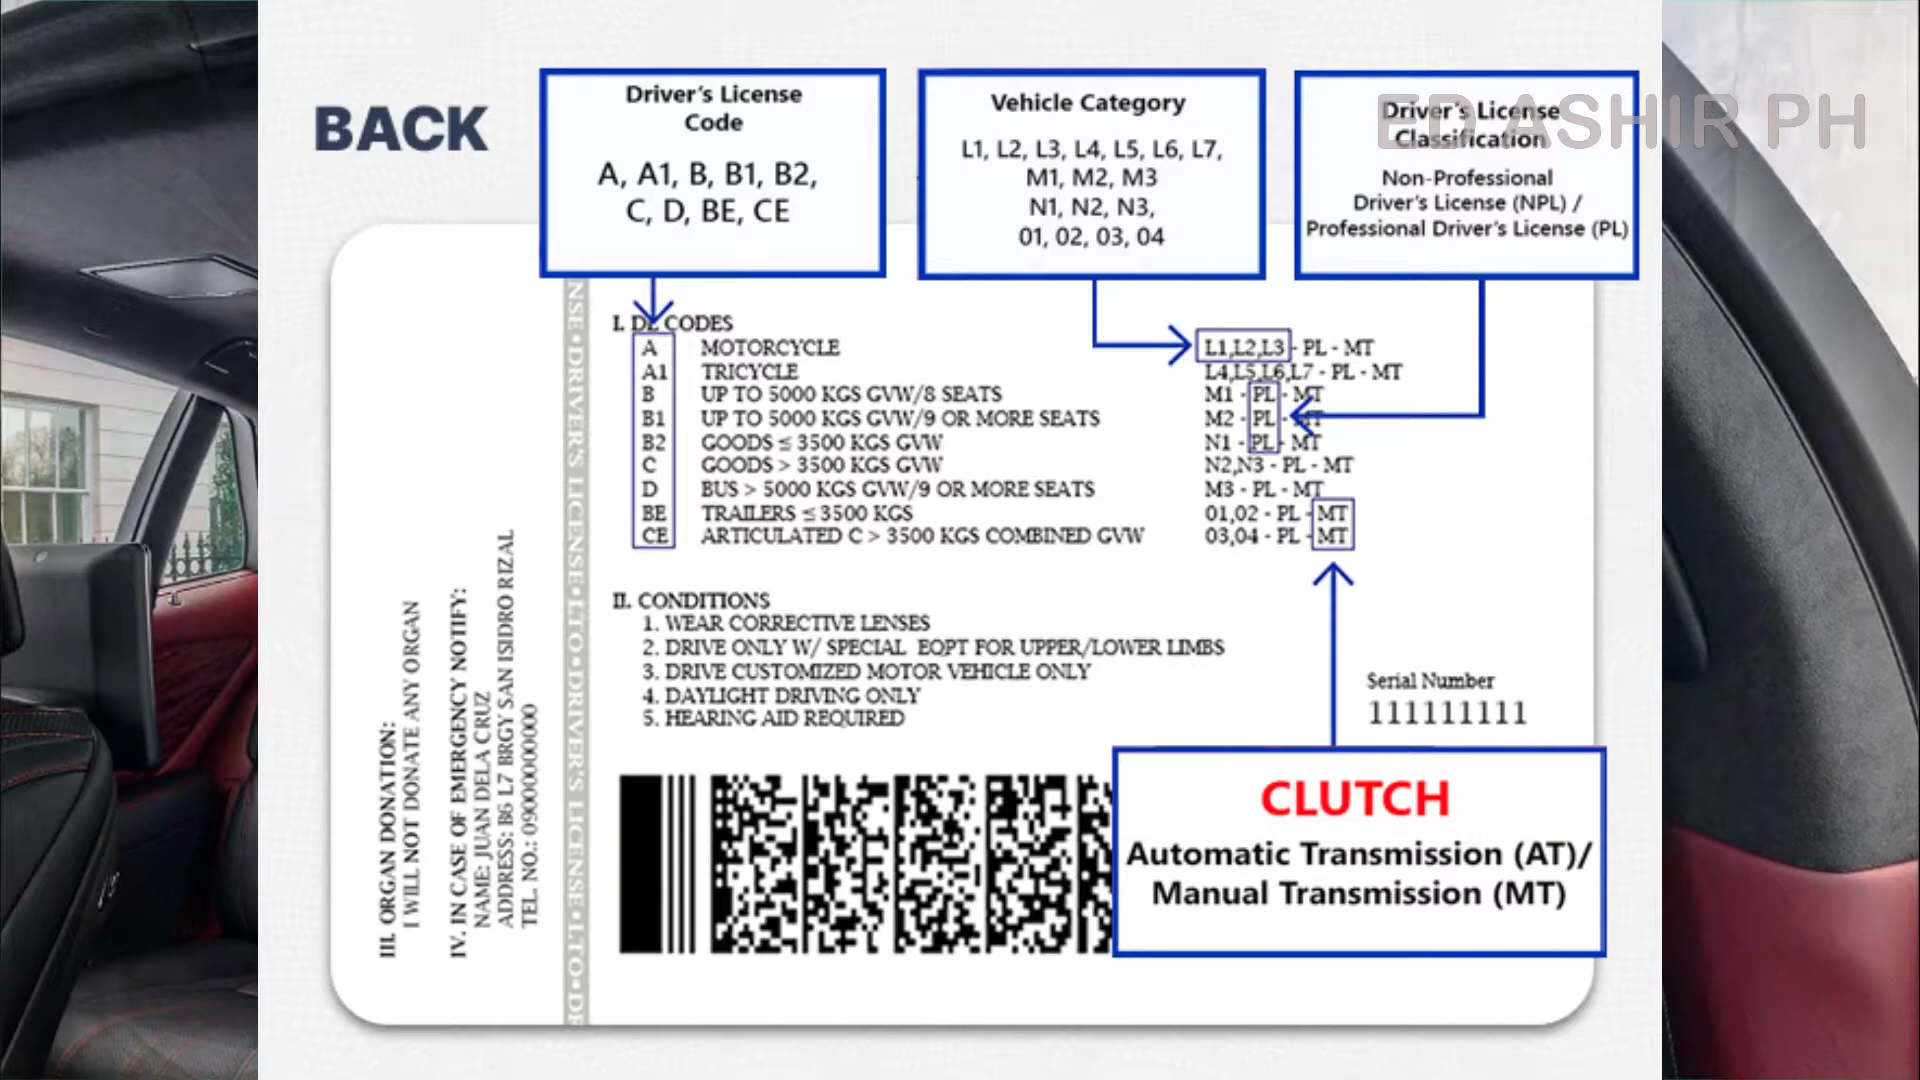 BACK
Driver's License
Code
A, A1, B, B1, B2,
C, D, BE, CE
Vehicle Category
L1, L2, L3, L4, L5, L6, L7,
M1, M2, M3
N1, N2, N3,
01, 02, 03, 04
ED ASHIR PH
Driver's License
Classification
Non-Professional
Driver's License (NPL) /
Professional Driver's License (PL)
I. DL CODES
A MOTORCYCLE L1,L2,L3 - PL - MT
A1 TRICYCLE L4,L5,L6,L7 - PL - MT
B UP TO 5000 KGS GVW/8 SEATS M1 - PL - MT
B1 UP TO 5000 KGS GVW/9 OR MORE SEATS M2 - PL - MT
B2 GOODS ≤ 3500 KGS GVW N1 - PL - MT
C GOODS > 3500 KGS GVW N2,N3 - PL - MT
D BUS > 5000 KGS GVW/9 OR MORE SEATS M3 - PL - MT
BE TRAILERS ≤ 3500 KGS 01,02 - PL - MT
CE ARTICULATED C > 3500 KGS COMBINED GVW 03,04 - PL - MT
II. CONDITIONS
1. WEAR CORRECTIVE LENSES
2. DRIVE ONLY W/ SPECIAL EQPT FOR UPPER/LOWER LIMBS
3. DRIVE CUSTOMIZED MOTOR VEHICLE ONLY
4. DAYLIGHT DRIVING ONLY
5. HEARING AID REQUIRED
Serial Number
111111111
CLUTCH
Automatic Transmission (AT)/
Manual Transmission (MT)
III. ORGAN DONATION:
I WILL NOT DONATE ANY ORGAN
IV. IN CASE OF EMERGENCY NOTIFY:
NAME: JUAN DELA CRUZ
ADDRESS: B6 L7 BRGY SAN ISIDRO RIZAL
TEL. NO.: 09000000000
NSE•DRIVER'S LICENSE•LTO•DRIVER'S LICENSE•LTO•DE